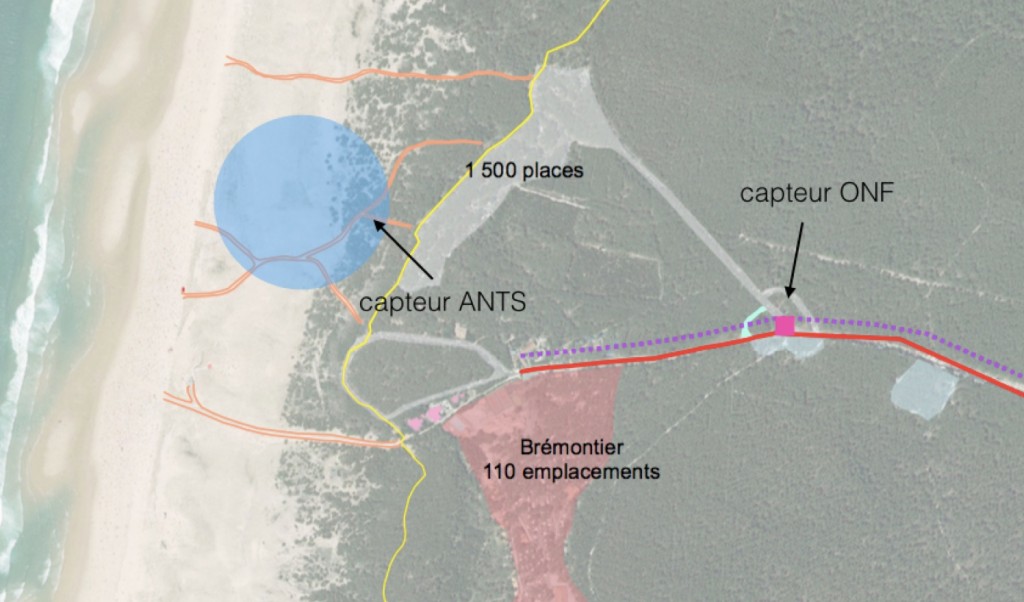 1 500 places
capteur ONF
capteur ANTS
Brémontier
110 emplacements